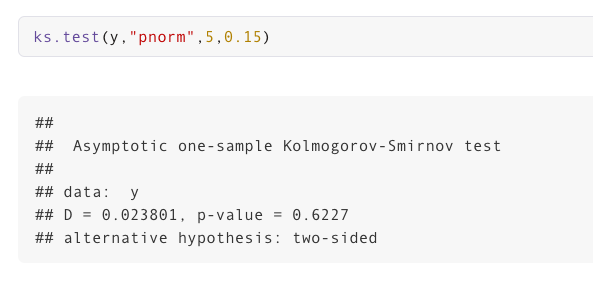 ks.test(y,"pnorm",5,0.15)
##
##  Asymptotic one-sample Kolmogorov-Smirnov test
##
## data:  y
## D = 0.023801, p-value = 0.6227
## alternative hypothesis: two-sided